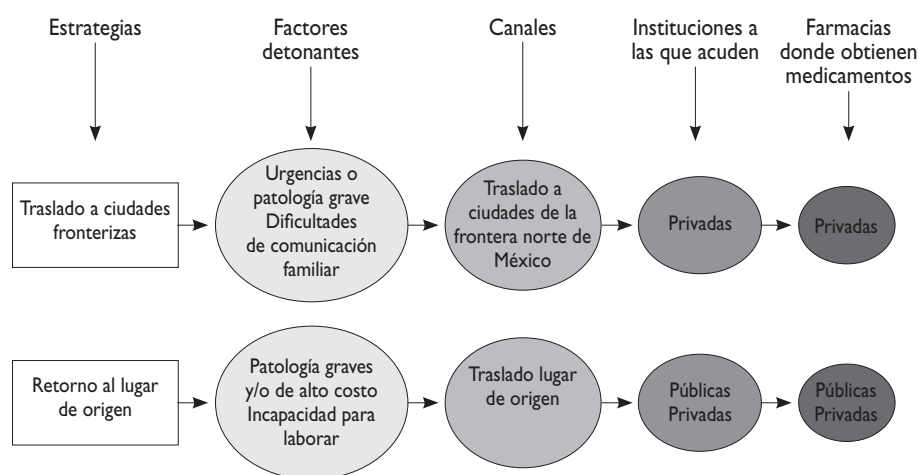 Estrategias
Factores
detonantes
Canales
Instituciones a
las que acuden
Farmacias
donde obtienen
medicamentos
Traslado a ciudades
fronterizas
Urgencias o
patología grave
Dificultades
de comunicación
familiar
Traslado a
ciudades de la
frontera norte de
México
Privadas
Privadas
Retorno al lugar
de origen
Patología graves
y/o de alto costo
Incapacidad para
laborar
Traslado lugar
de origen
Públicas
Privadas
Públicas
Privadas